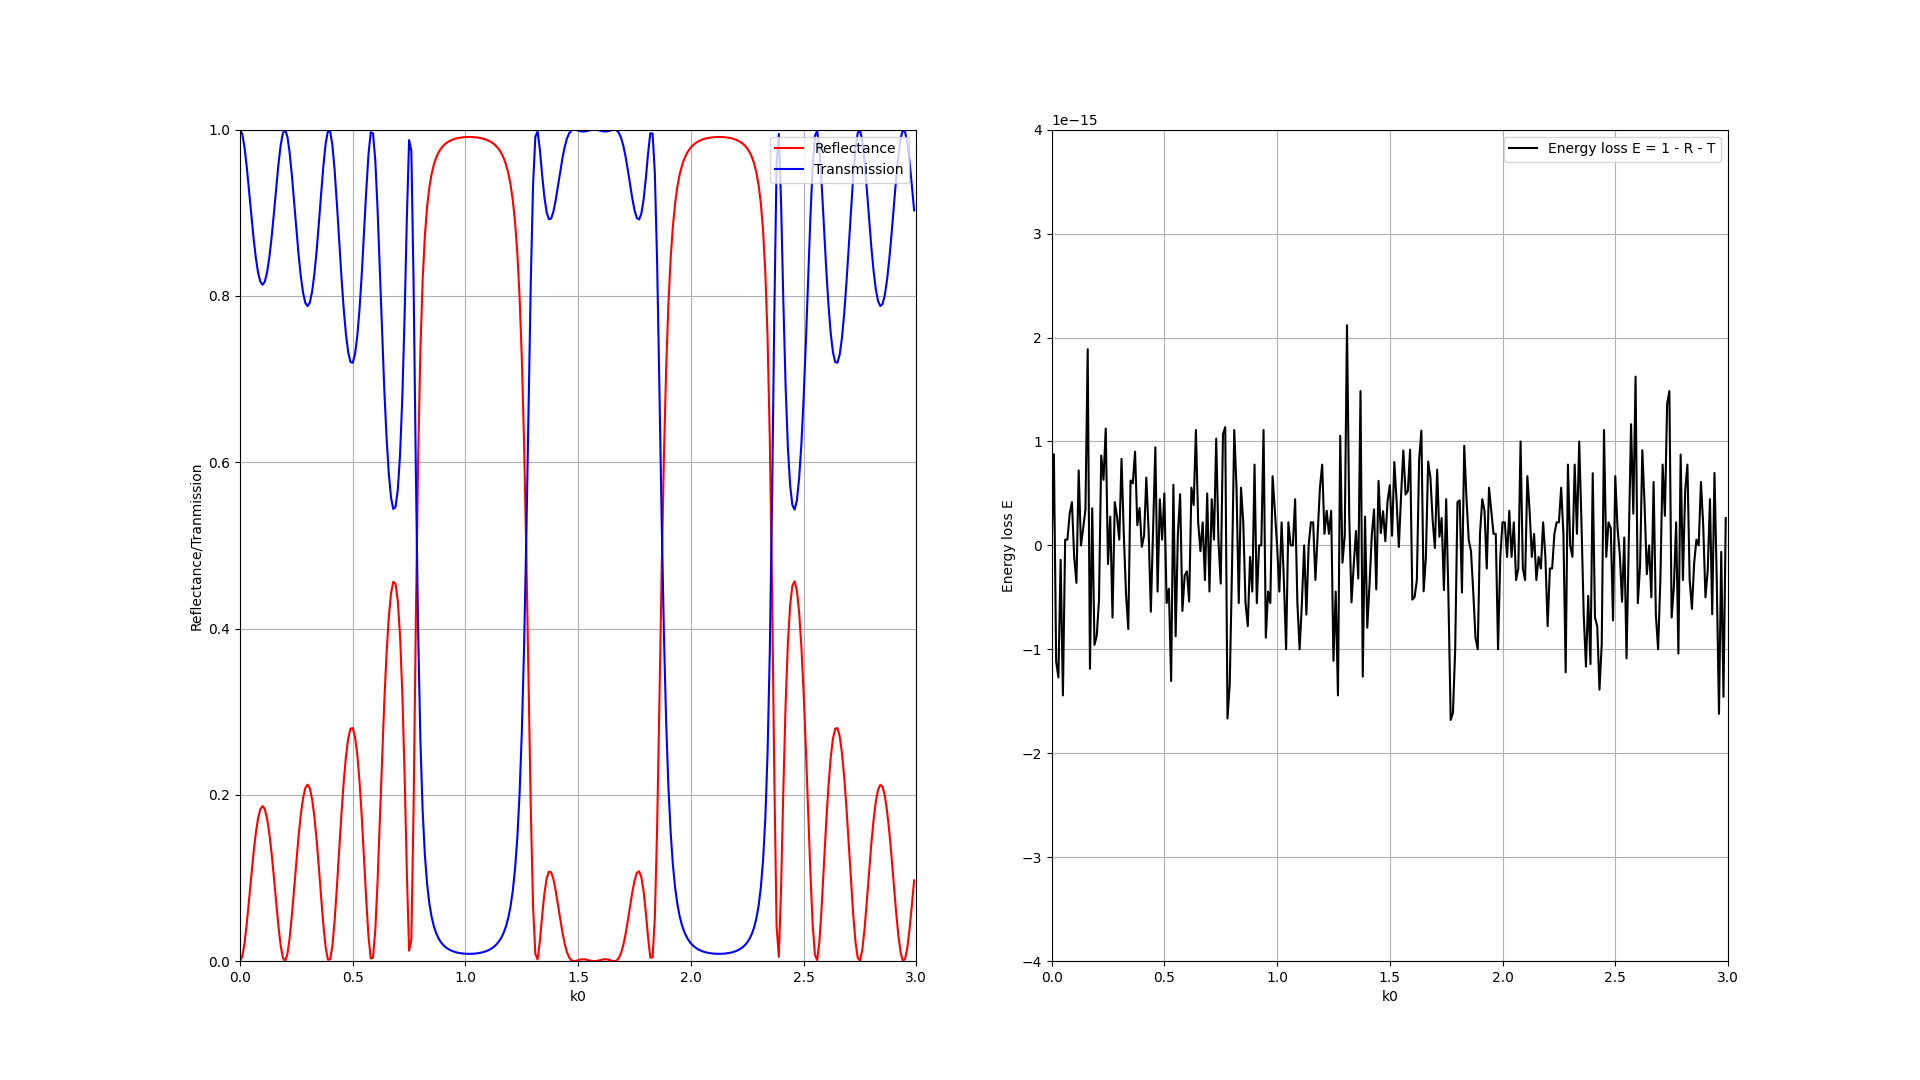 1.0
0.8
0.6
0.4
0.2
0.0
Reflectance/Tranmission
0.0 0.5 1.0 1.5 2.0 2.5 3.0
k0
Reflectance
Transmission
1e−15
4
3
2
1
0
−1
−2
−3
−4
Energy loss E
0.0 0.5 1.0 1.5 2.0 2.5 3.0
k0
Energy loss E = 1 - R - T